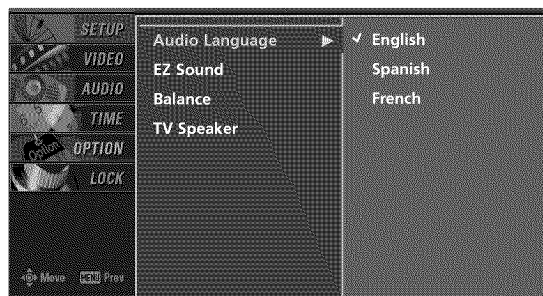 SETUP
VIDEO
AUDIO
TIME
Option
OPTION
LOCK
Move MENU Prev
Audio Language
EZ Sound
Balance
TV Speaker
✓ English
Spanish
French